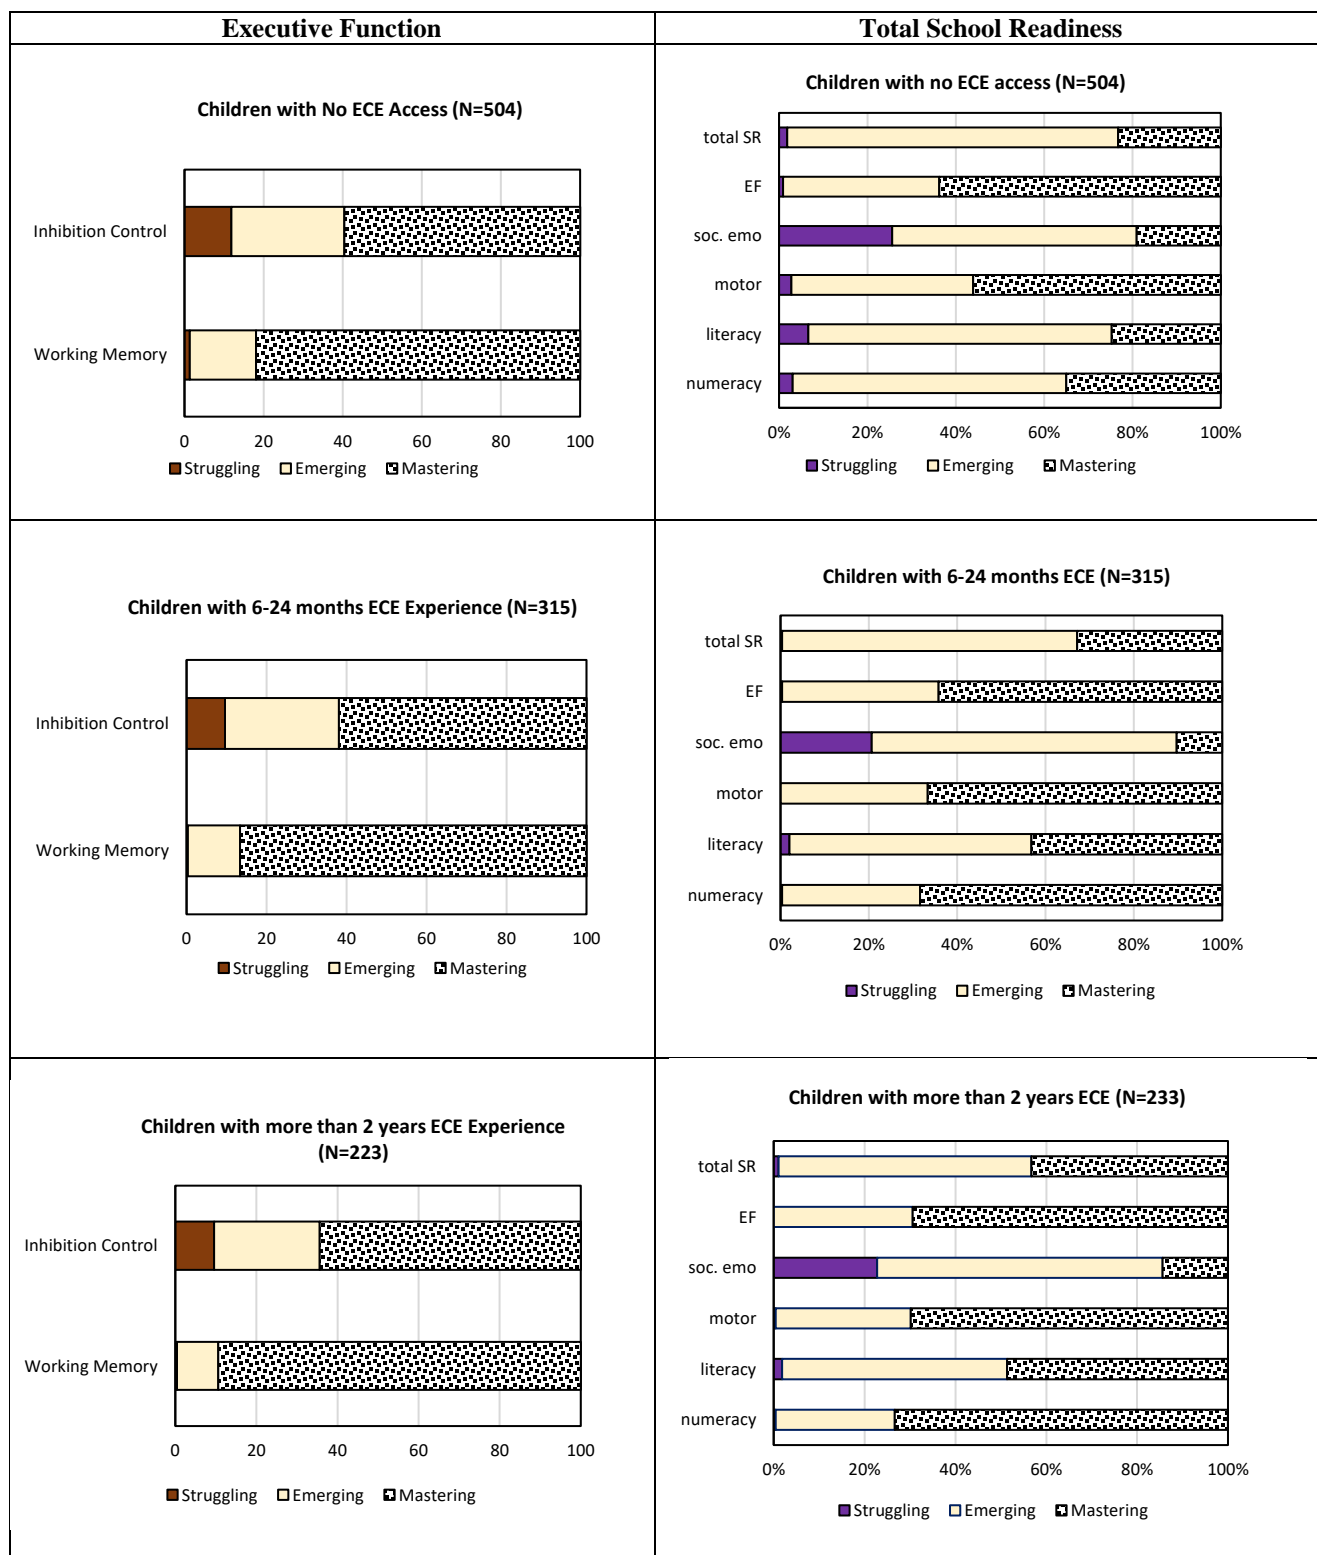 Executive Function
Total School Readiness
Children with No ECE Access (N=504)
Inhibition Control
Working Memory
0 20 40 60 80 100
Struggling Emerging Mastering
Children with no ECE access (N=504)
total SR
EF
soc. emo
motor
literacy
numeracy
0% 20% 40% 60% 80% 100%
Struggling Emerging Mastering
Children with 6-24 months ECE Experience (N=315)
Inhibition Control
Working Memory
0 20 40 60 80 100
Struggling Emerging Mastering
Children with 6-24 months ECE (N=315)
total SR
EF
soc. emo
motor
literacy
numeracy
0% 20% 40% 60% 80% 100%
Struggling Emerging Mastering
Children with more than 2 years ECE Experience
(N=223)
Inhibition Control
Working Memory
0 20 40 60 80 100
Struggling Emerging Mastering
Children with more than 2 years ECE (N=233)
total SR
EF
soc. emo
motor
literacy
numeracy
0% 20% 40% 60% 80% 100%
Struggling Emerging Mastering